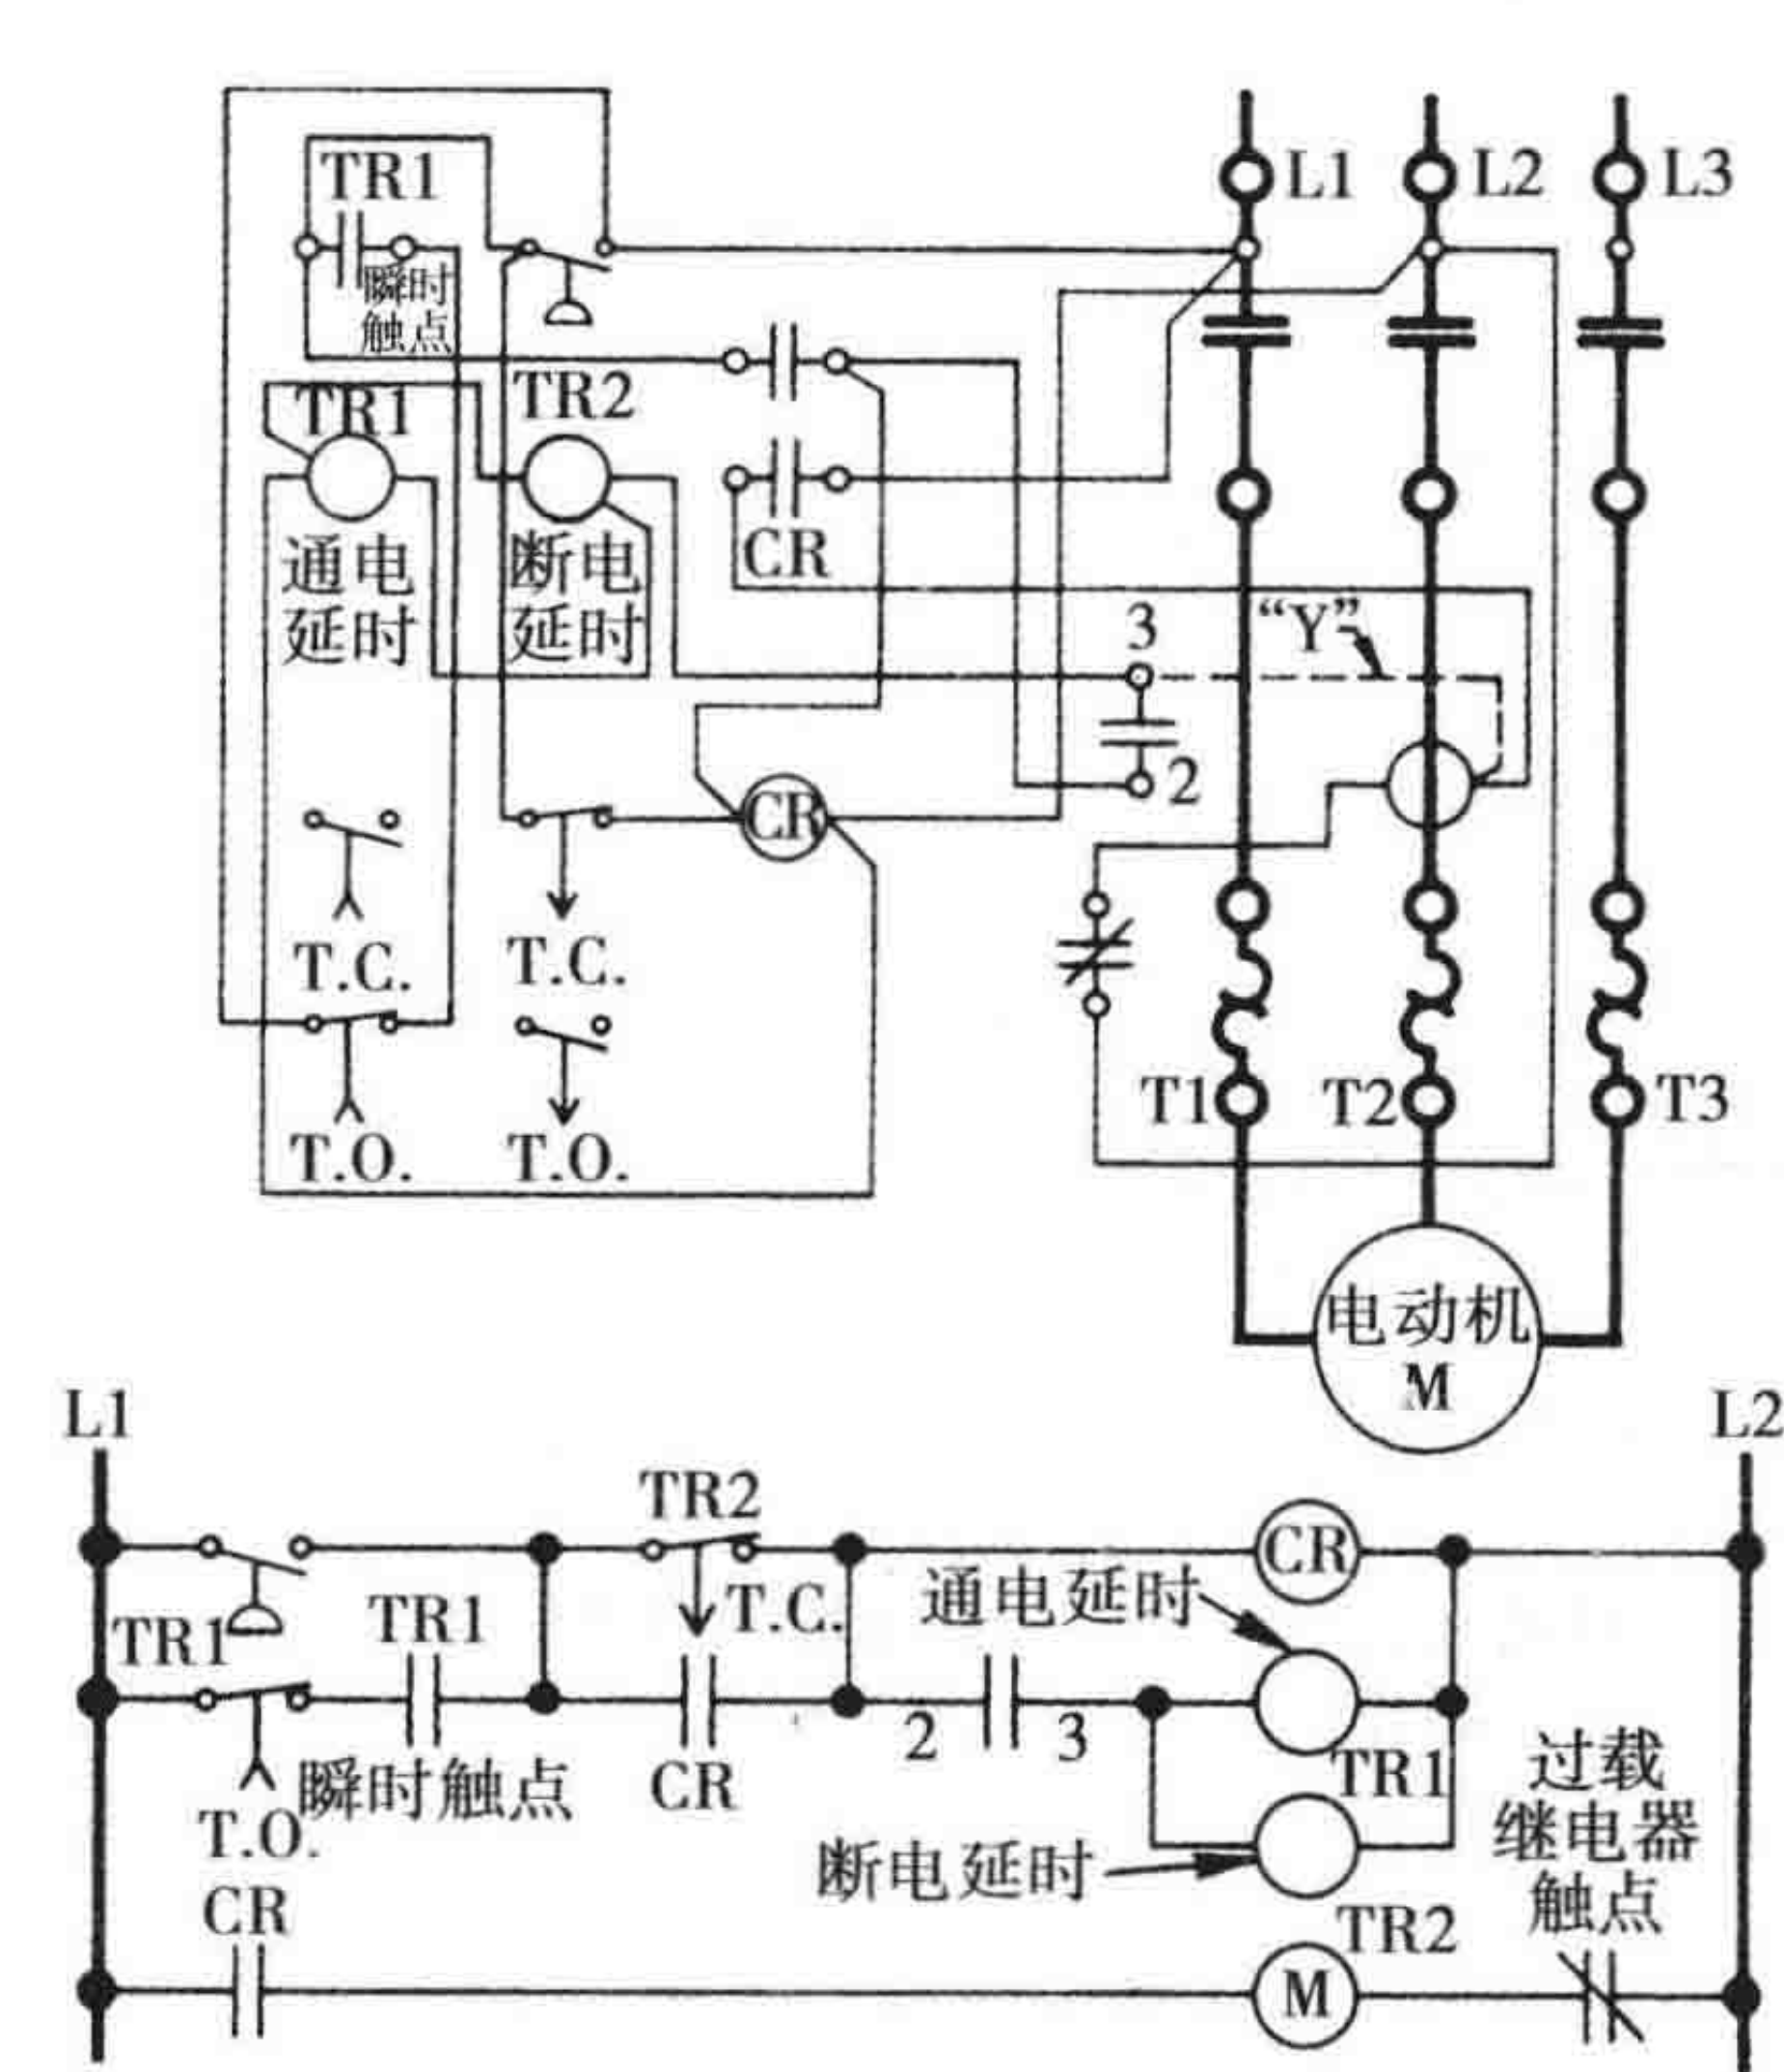 TR1
L1
L2
L3
瞬时
触点
TR1
TR2
通电
延时
断电
延时
CR
3
“Y”
2
CR
T.C.
T.C.
T.O.
T.O.
T1
T2
T3
电动机
M
L1
L2
TR2
CR
通电延时
T.C.
TR1
TR1
2
3
瞬时触点
CR
TR1
过载
继电器
触点
T.O.
断电延时
CR
TR2
M